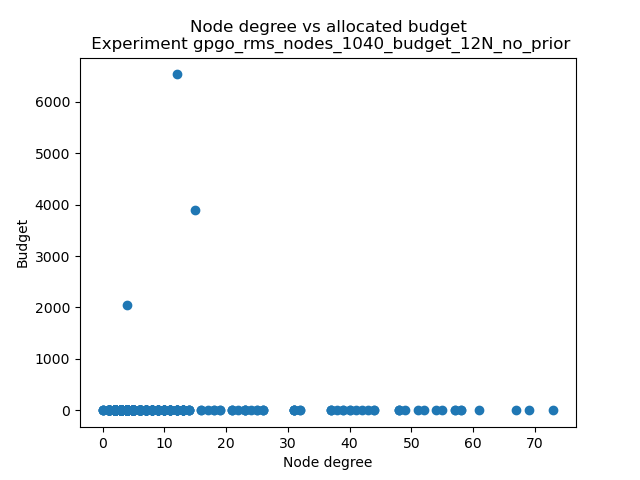 Node degree vs allocated budget
Experiment gpgo_rms_nodes_1040_budget_12N_no_prior
6000
5000
4000
3000
2000
1000
0
Budget
0 10 20 30 40 50 60 70
Node degree